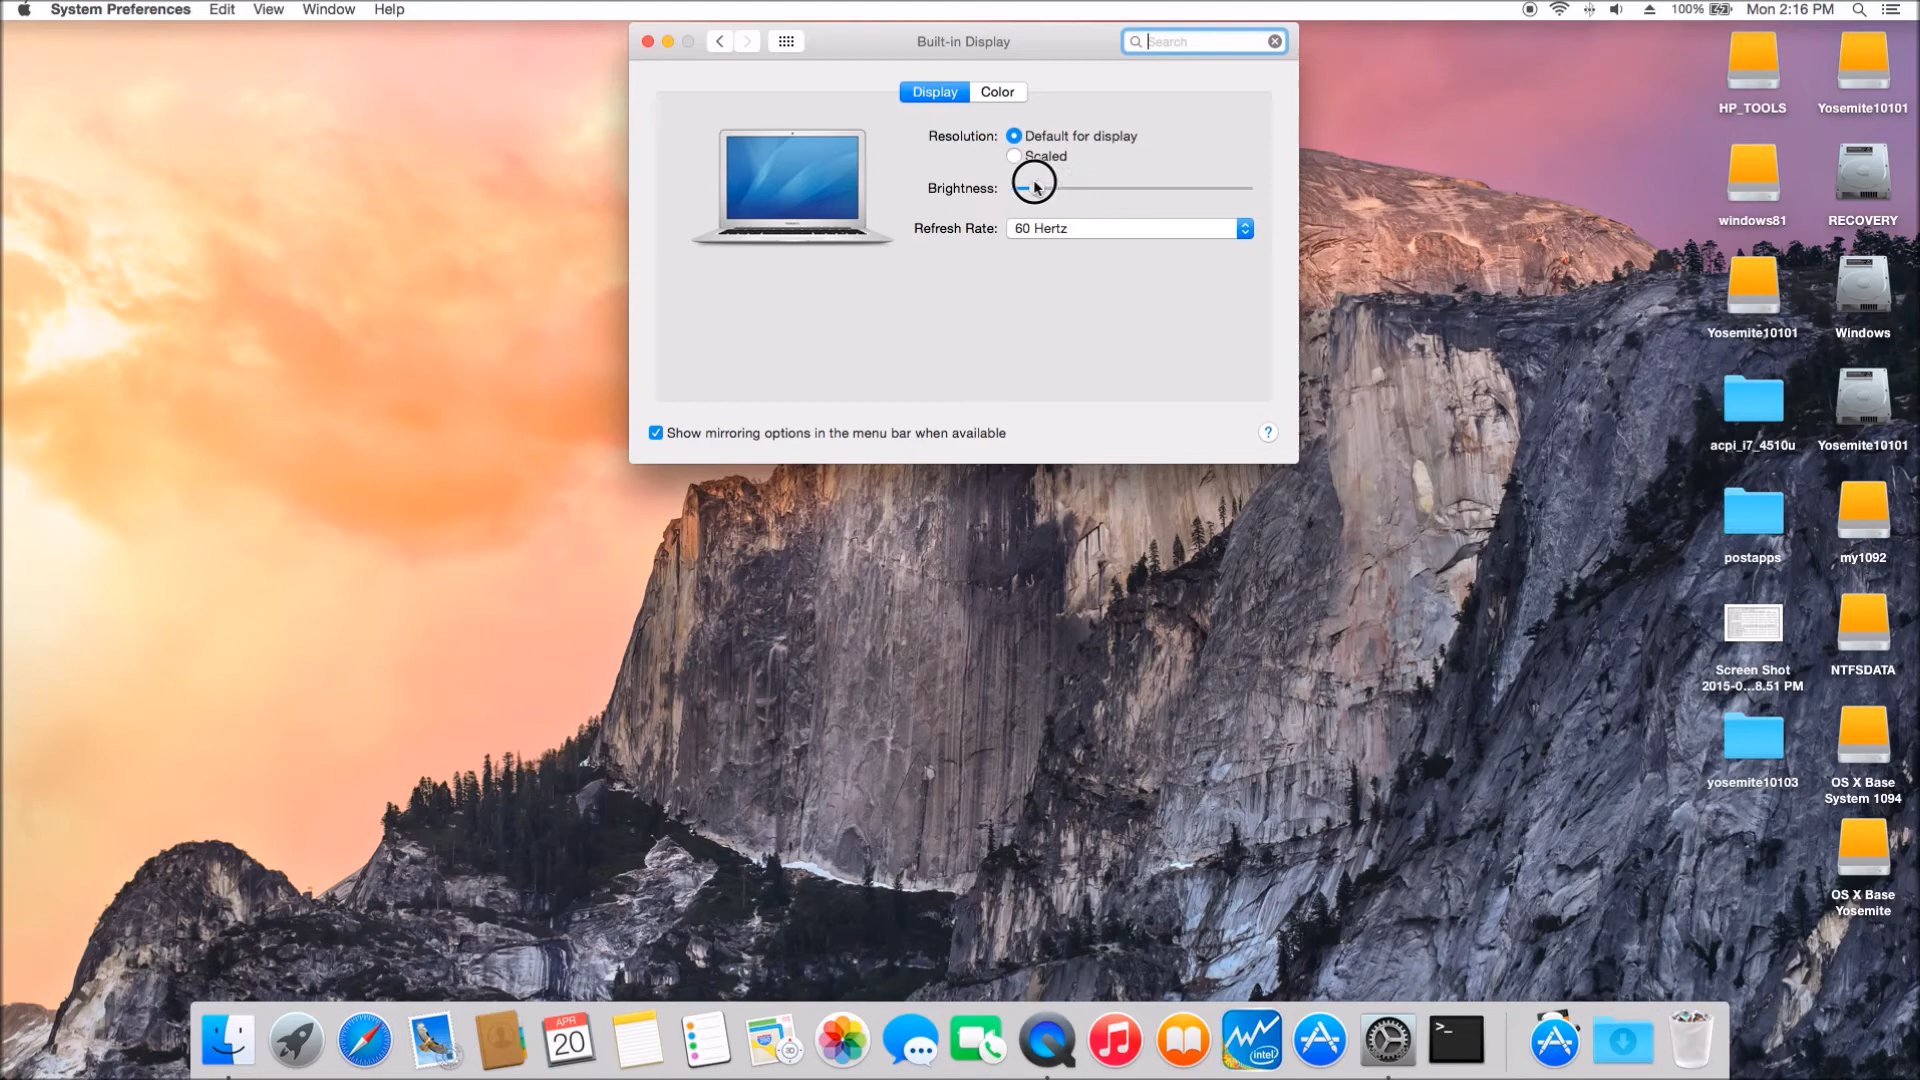 System Preferences Edit View Window Help
100% Mon 2:16 PM
Built-in Display
Search
Display Color
Resolution: Default for display
Scaled
Brightness:
Refresh Rate: 60 Hertz
Show mirroring options in the menu bar when available
?
HP_TOOLS
Yosemite10101
windows81
RECOVERY
Yosemite10101
Windows
acpi_i7_4510u
Yosemite10101
postapps
my1092
Screen Shot
2015-0...8.51 PM
NTFSDATA
yosemite10103
OS X Base
System 1094
OS X Base
Yosemite
APR
20
3D
intel
>_